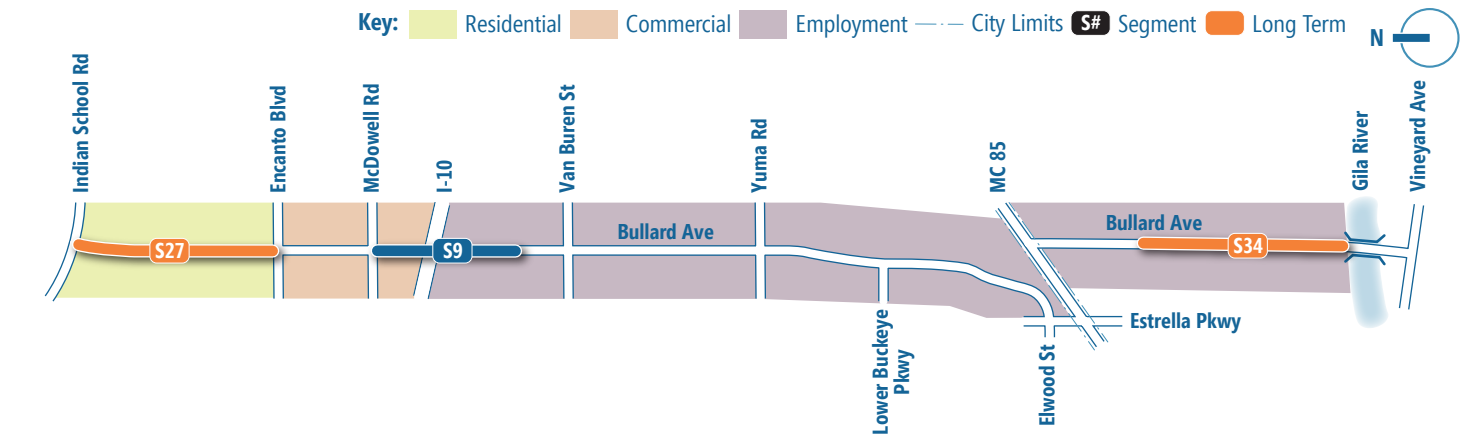 Key: Residential Commercial Employment City Limits S# Segment Long Term
N
Indian School Rd
Encanto Blvd
McDowell Rd
I-10
Van Buren St
Yuma Rd
MC 85
Gila River
Vineyard Ave
Bullard Ave
Bullard Ave
S27
S9
S34
Estrella Pkwy
Lower Buckeye
Pkwy
Elwood St